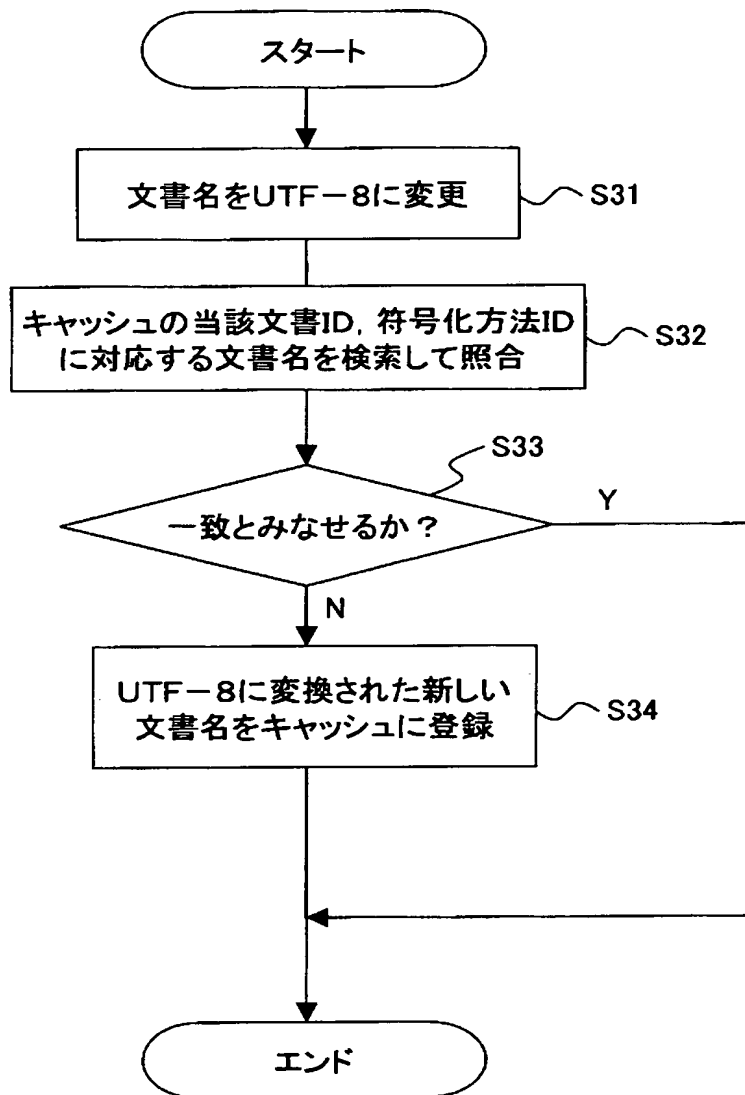 スタート
文書名をUTF－8に変更
S31
キャッシュの当該文書ID，符号化方法ID
に対応する文書名を検索して照合
S32
S33
一致とみなせるか？
Y
N
UTF－8に変換された新しい
文書名をキャッシュに登録
S34
エンド